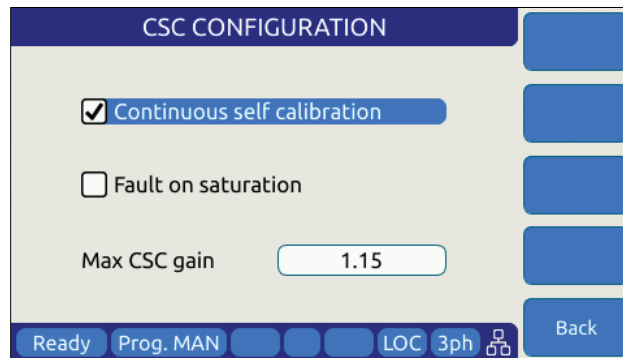 CSC CONFIGURATION
Continuous self calibration
Fault on saturation
Max CSC gain 1.15
Back
Ready Prog. MAN LOC 3ph